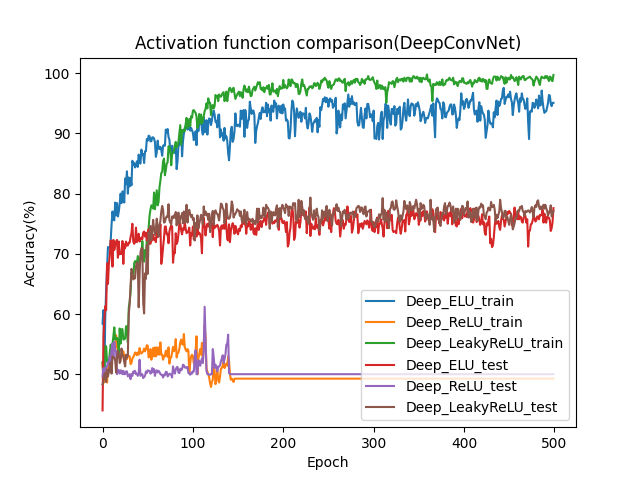 Activation function comparison(DeepConvNet)
Accuracy(%)
100
90
80
70
60
50
0
100
200
300
400
500
Epoch
Deep_ELU_train
Deep_ReLU_train
Deep_LeakyReLU_train
Deep_ELU_test
Deep_ReLU_test
Deep_LeakyReLU_test